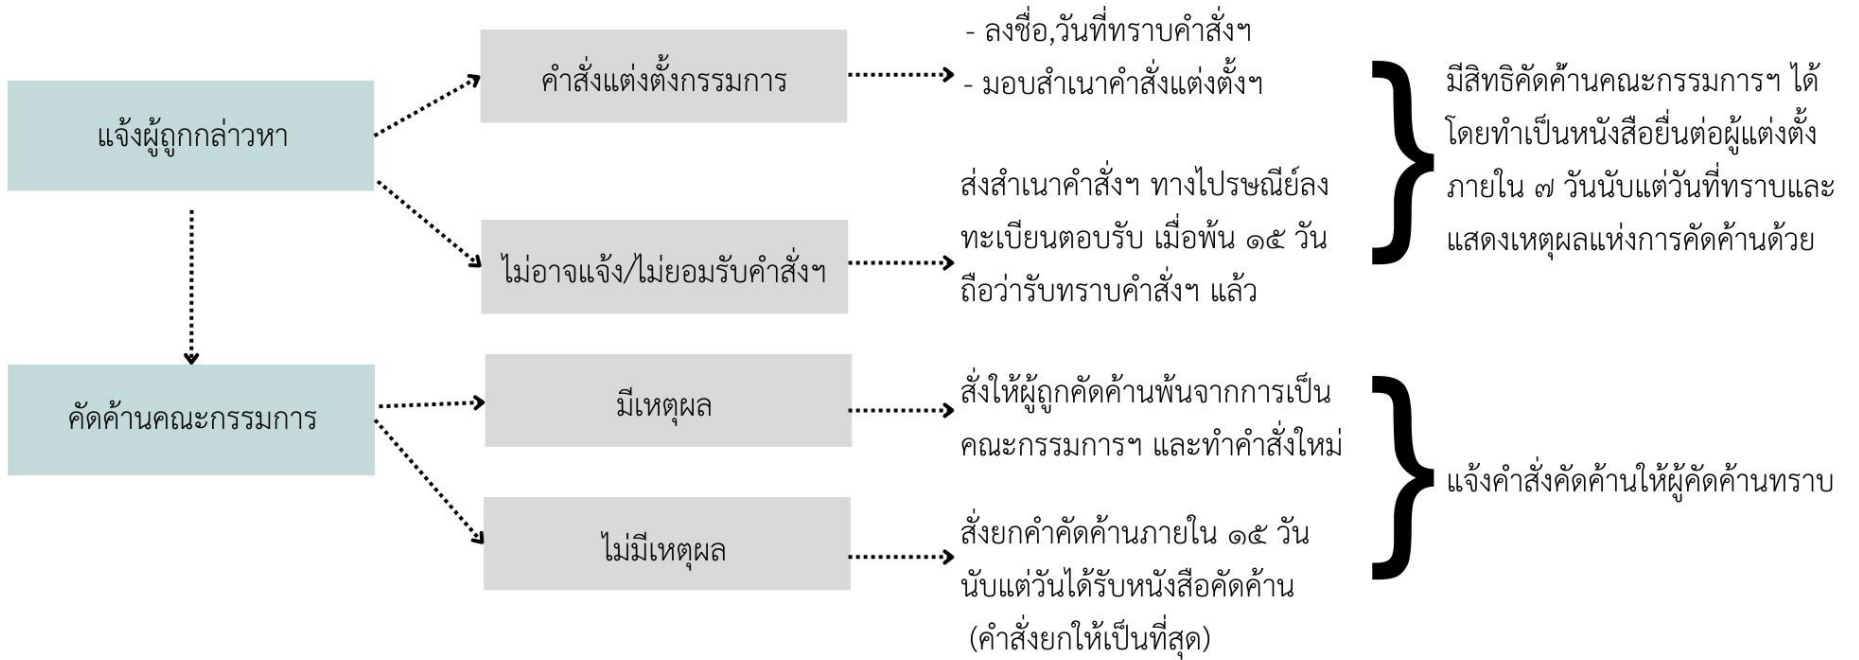 แจ้งผู้ถูกกล่าวหา
คำสั่งแต่งตั้งกรรมการ
- ลงชื่อ,วันที่ทราบคำสั่งฯ
- มอบสำเนาคำสั่งแต่งตั้งฯ
ไม่อาจแจ้ง/ไม่ยอมรับคำสั่งฯ
ส่งสำเนาคำสั่งฯ ทางไปรษณีย์ลง
ทะเบียนตอบรับ เมื่อพ้น ๑๕ วัน
ถือว่ารับทราบคำสั่งฯ แล้ว
มีสิทธิคัดค้านคณะกรรมการฯ ได้
โดยทำเป็นหนังสือยื่นต่อผู้แต่งตั้ง
ภายใน ๗ วันนับแต่วันที่ทราบและ
แสดงเหตุผลแห่งการคัดค้านด้วย
คัดค้านคณะกรรมการ
มีเหตุผล
สั่งให้ผู้ถูกคัดค้านพ้นจากการเป็น
คณะกรรมการฯ และทำคำสั่งใหม่
ไม่มีเหตุผล
สั่งยกคำคัดค้านภายใน ๑๕ วัน
นับแต่วันได้รับหนังสือคัดค้าน
(คำสั่งยกให้เป็นที่สุด)
แจ้งคำสั่งคัดค้านให้ผู้คัดค้านทราบ